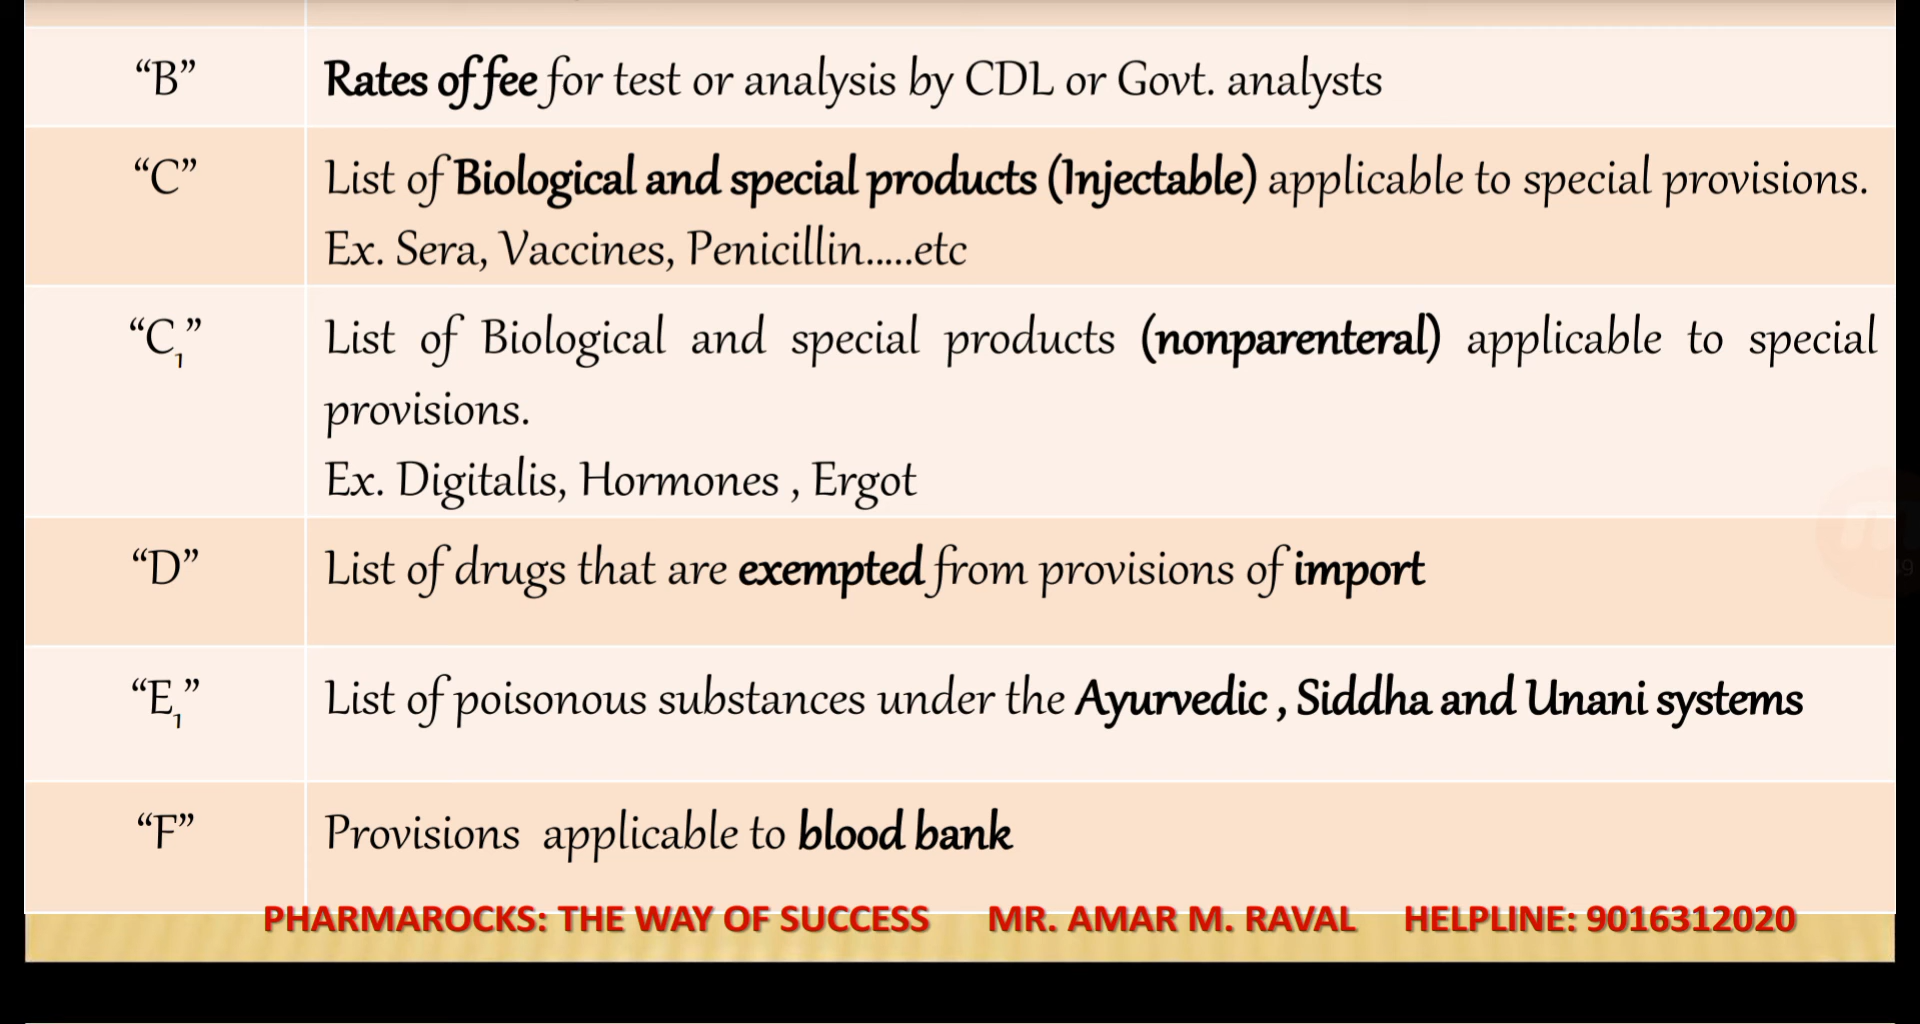 “B”
Rates of fee for test or analysis by CDL or Govt. analysts
“C”
List of Biological and special products (Injectable) applicable to special provisions.
Ex. Sera, Vaccines, Penicillin.....etc
“C1”
List of Biological and special products (nonparenteral) applicable to special
provisions.
Ex. Digitalis, Hormones , Ergot
“D”
List of drugs that are exempted from provisions of import
“E1”
List of poisonous substances under the Ayurvedic , Siddha and Unani systems
“F”
Provisions applicable to blood bank
PHARMAROCKS: THE WAY OF SUCCESS MR. AMAR M. RAVAL HELPLINE: 9016312020